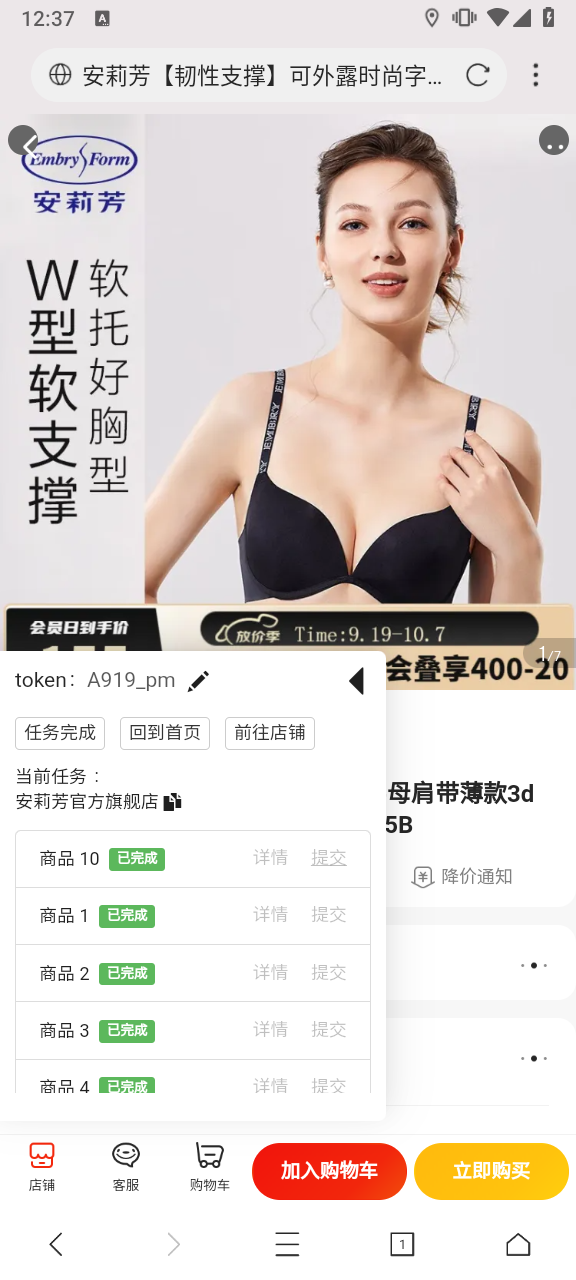 12:37
A
安莉芳【韧性支撑】可外露时尚字...
Embry Form
安莉芳
W型软支撑
软托好胸型
EMBRY
EMBRY
会员日到手价
放价季
Time:9.19-10.7
会叠享400-20
1/7
token：A919_pm
任务完成 回到首页 前往店铺
当前任务：
安莉芳官方旗舰店
母肩带薄款3d
5B
降价通知
商品 10 已完成 详情 提交
商品 1 已完成 详情 提交
商品 2 已完成 详情 提交
商品 3 已完成 详情 提交
商品 4 已完成 详情 提交
店铺 客服 购物车 加入购物车 立即购买
1